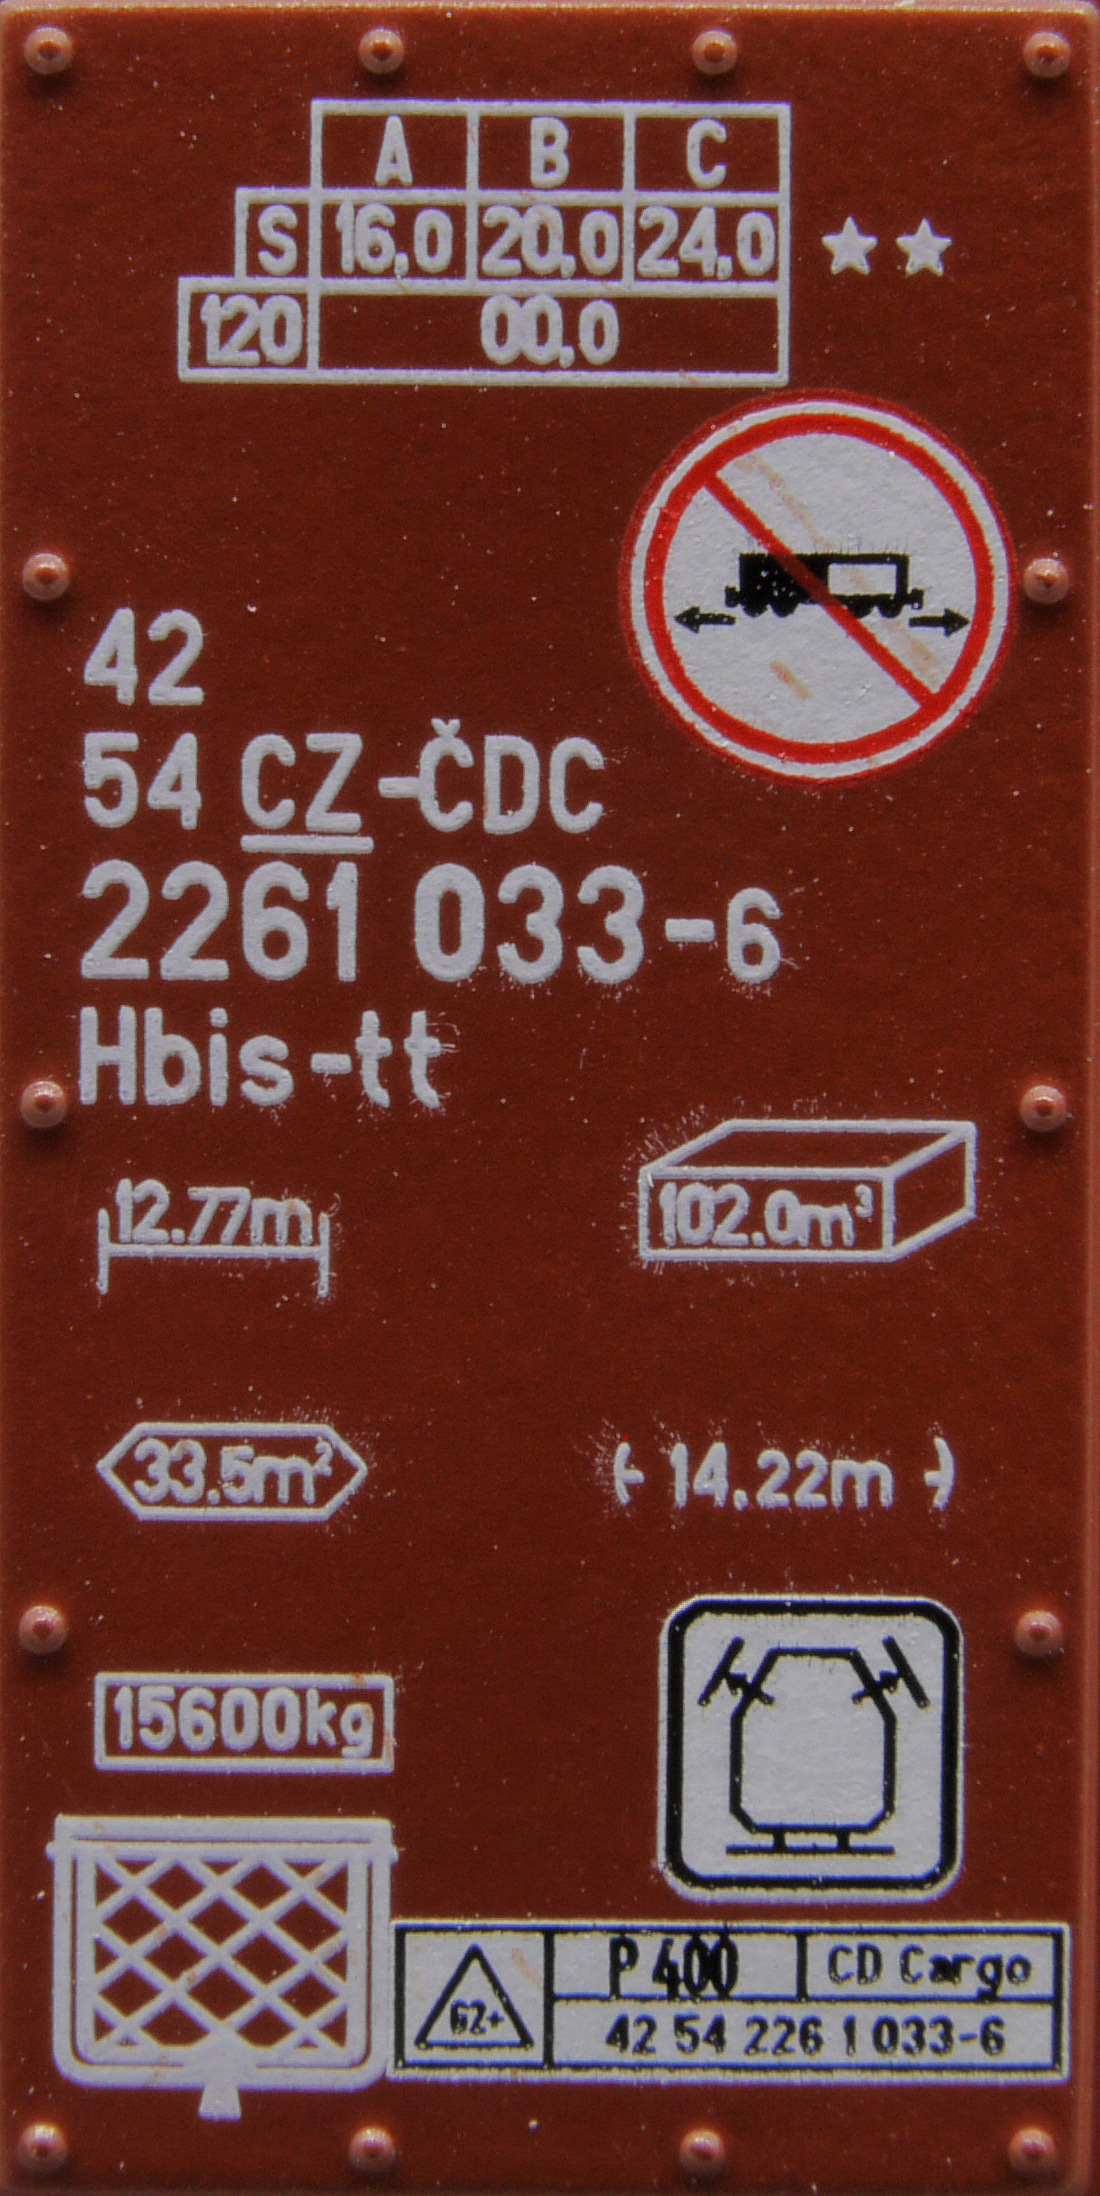 A B C
S 16,0 20,0 24,0 ★★
120 00,0
42
54 CZ-ČDC
2261 033-6
Hbis-tt
12.77m
102.0m³
33.5m²
14.22m
15600kg
P 400 CD Cargo
G2+
42 54 226 1 033-6